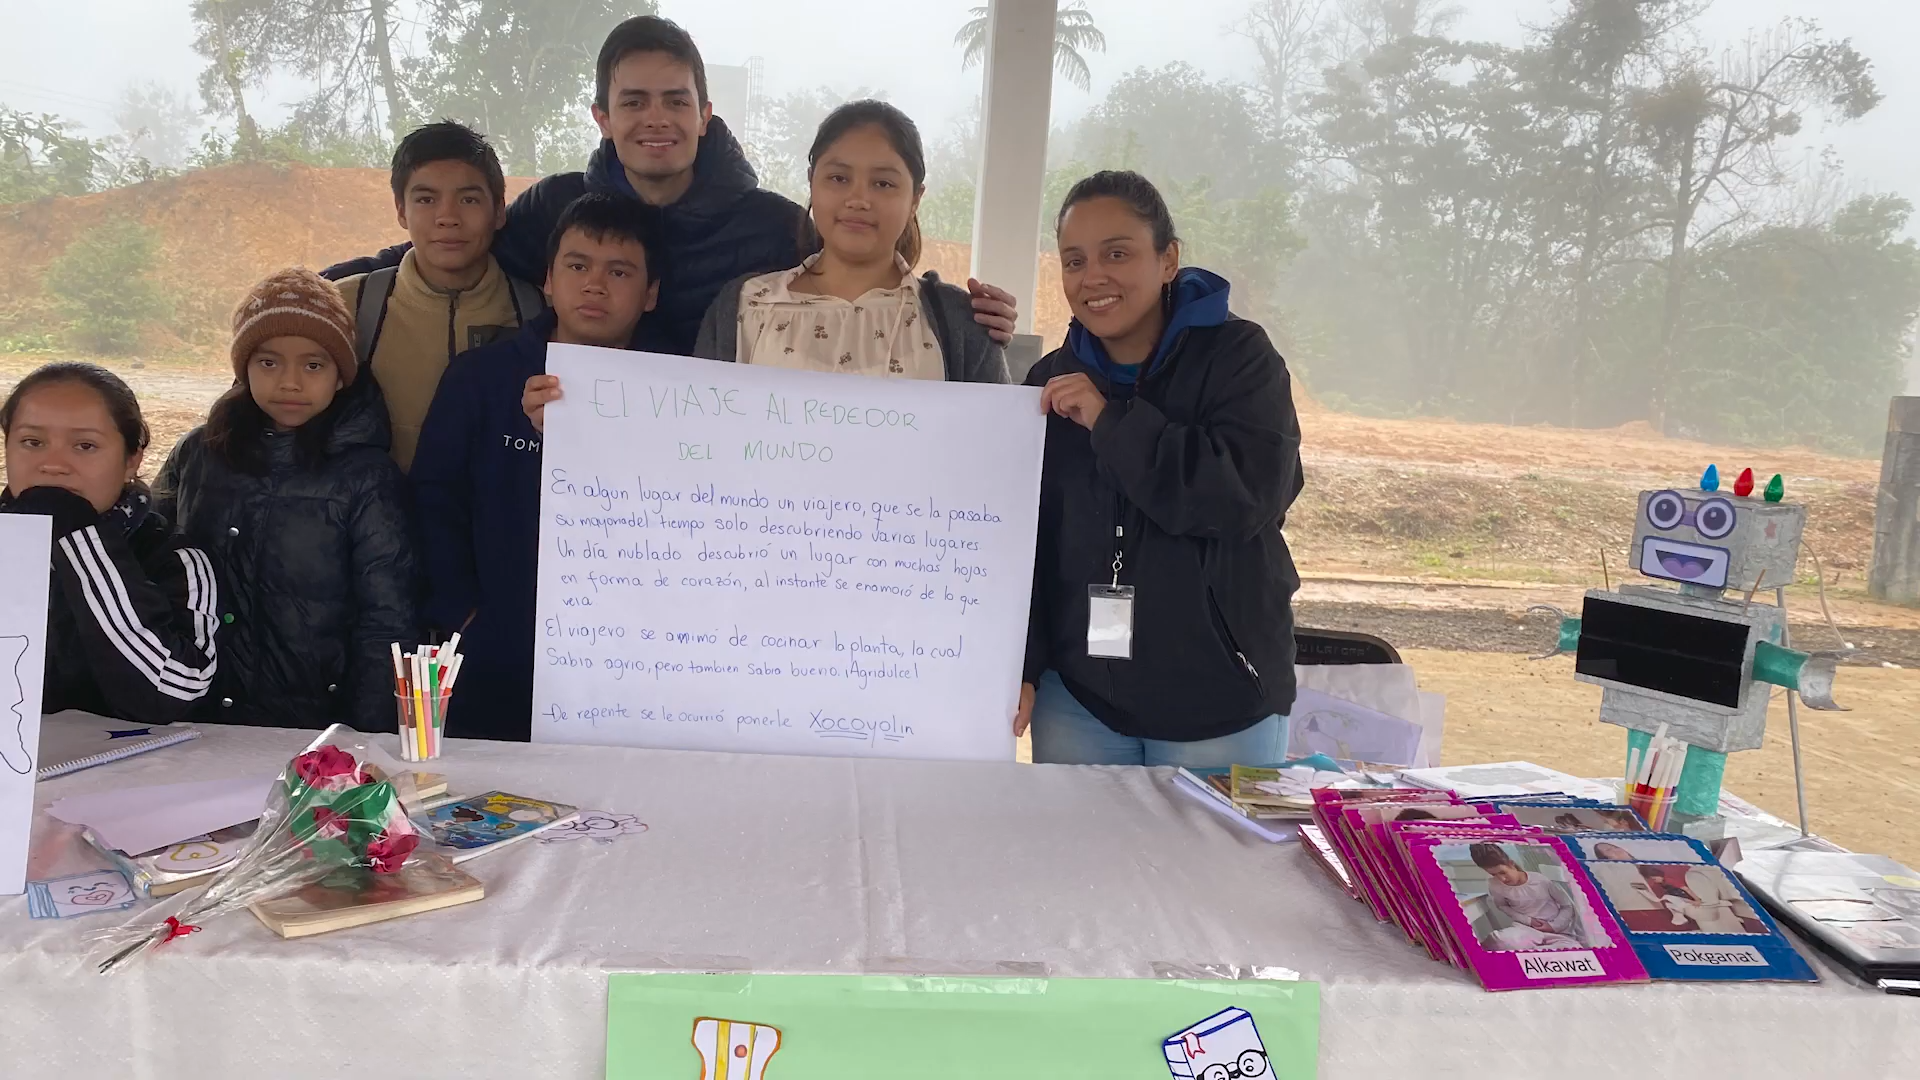 El VIAJE AL REDEDOR
DEL MUNDO
En algun lugar del mundo un viajero, que se la pasaba
su mayoria del tiempo solo descubriendo varios lugares.
Un día nublado descubrió un lugar con muchas hojas
en forma de corazón, al instante se enamoró de lo que
veia.
El viajero se animó de cocinar la planta, la cual
Sabia agrio, pero tambien sabia bueno. ¡Agridulce!
De repente se le ocurrió ponerle Xocoyolin
TOM
Alkawat
Pokganat